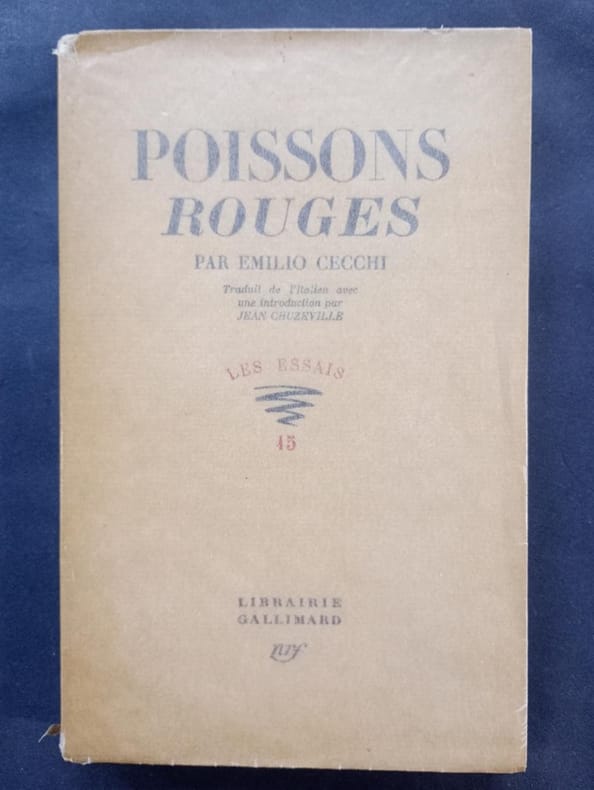 POISSONS
ROUGES
PAR EMILIO CECCHI
Traduit de l'Italien avec
une introduction par
JEAN CHUZEVILLE
LES ESSAIS
15
LIBRAIRIE
GALLIMARD
nrf